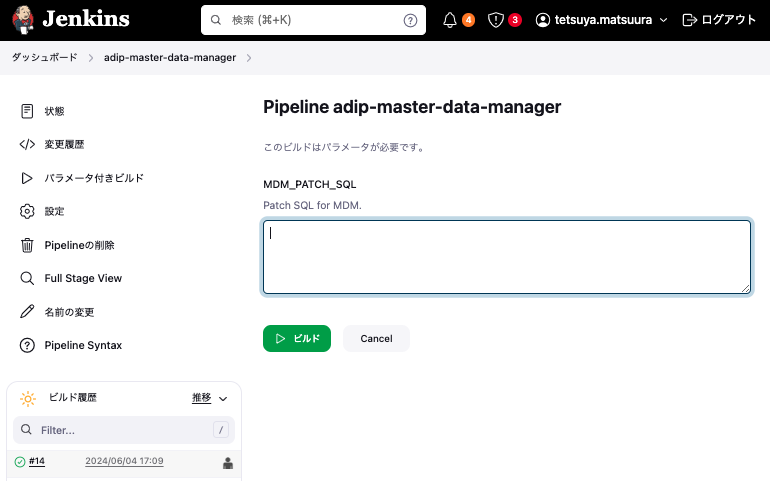 Jenkins
検索 (⌘+K)
4
3
tetsuya.matsuura
ログアウト
ダッシュボード
adip-master-data-manager
状態
変更履歴
パラメータ付きビルド
設定
Pipelineの削除
Full Stage View
名前の変更
Pipeline Syntax
ビルド履歴
推移
Filter...
/
#14
2024/06/04 17:09
Pipeline adip-master-data-manager
このビルドはパラメータが必要です。
MDM_PATCH_SQL
Patch SQL for MDM.
ビルド
Cancel